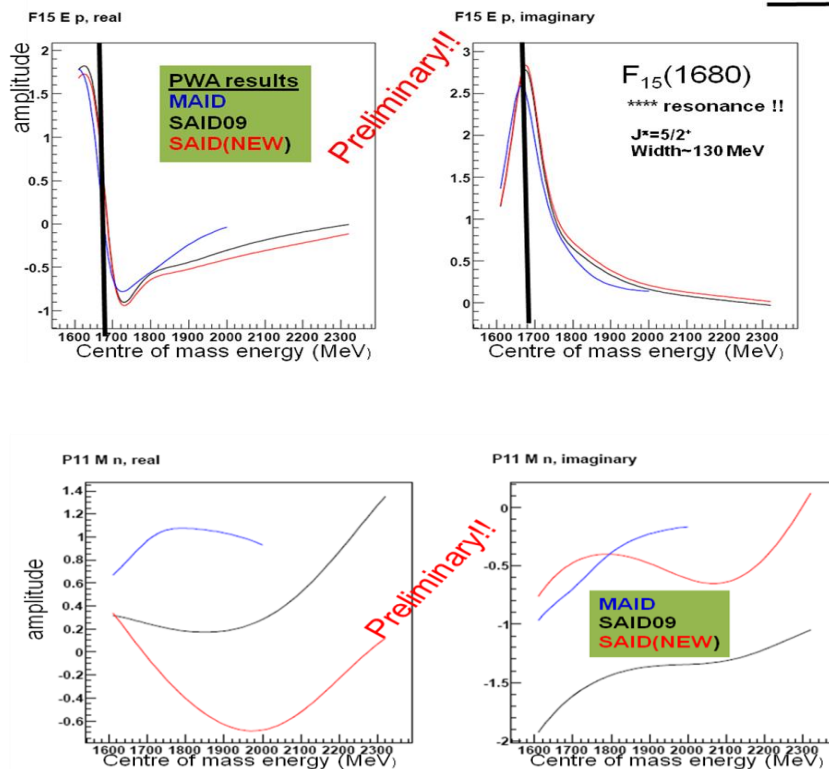 F15 E p, real
amplitude
2
1.5
1
0.5
0
-0.5
-1
1600 1700 1800 1900 2000 2100 2200 2300
Centre of mass energy (MeV)
PWA results
MAID
SAID09
SAID(NEW)
Preliminary!!
F15 E p, imaginary
3
2.5
2
1.5
1
0.5
0
1600 1700 1800 1900 2000 2100 2200 2300
Centre of mass energy (MeV)
F15(1680)
**** resonance !!
Jπ=5/2+
Width~130 MeV
P11 M n, real
amplitude
1.4
1.2
1
0.8
0.6
0.4
0.2
0
-0.2
-0.4
-0.6
1600 1700 1800 1900 2000 2100 2200 2300
Centre of mass energy (MeV)
Preliminary!!
P11 M n, imaginary
0
-0.5
-1
-1.5
-2
1600 1700 1800 1900 2000 2100 2200 2300
Centre of mass energy (MeV)
MAID
SAID09
SAID(NEW)